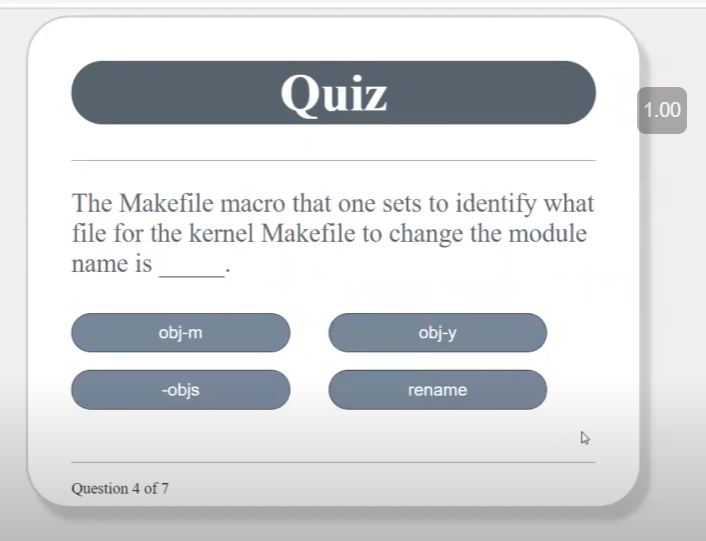 Quiz
1.00
The Makefile macro that one sets to identify what
file for the kernel Makefile to change the module
name is _____.
obj-m
obj-y
-objs
rename
Question 4 of 7